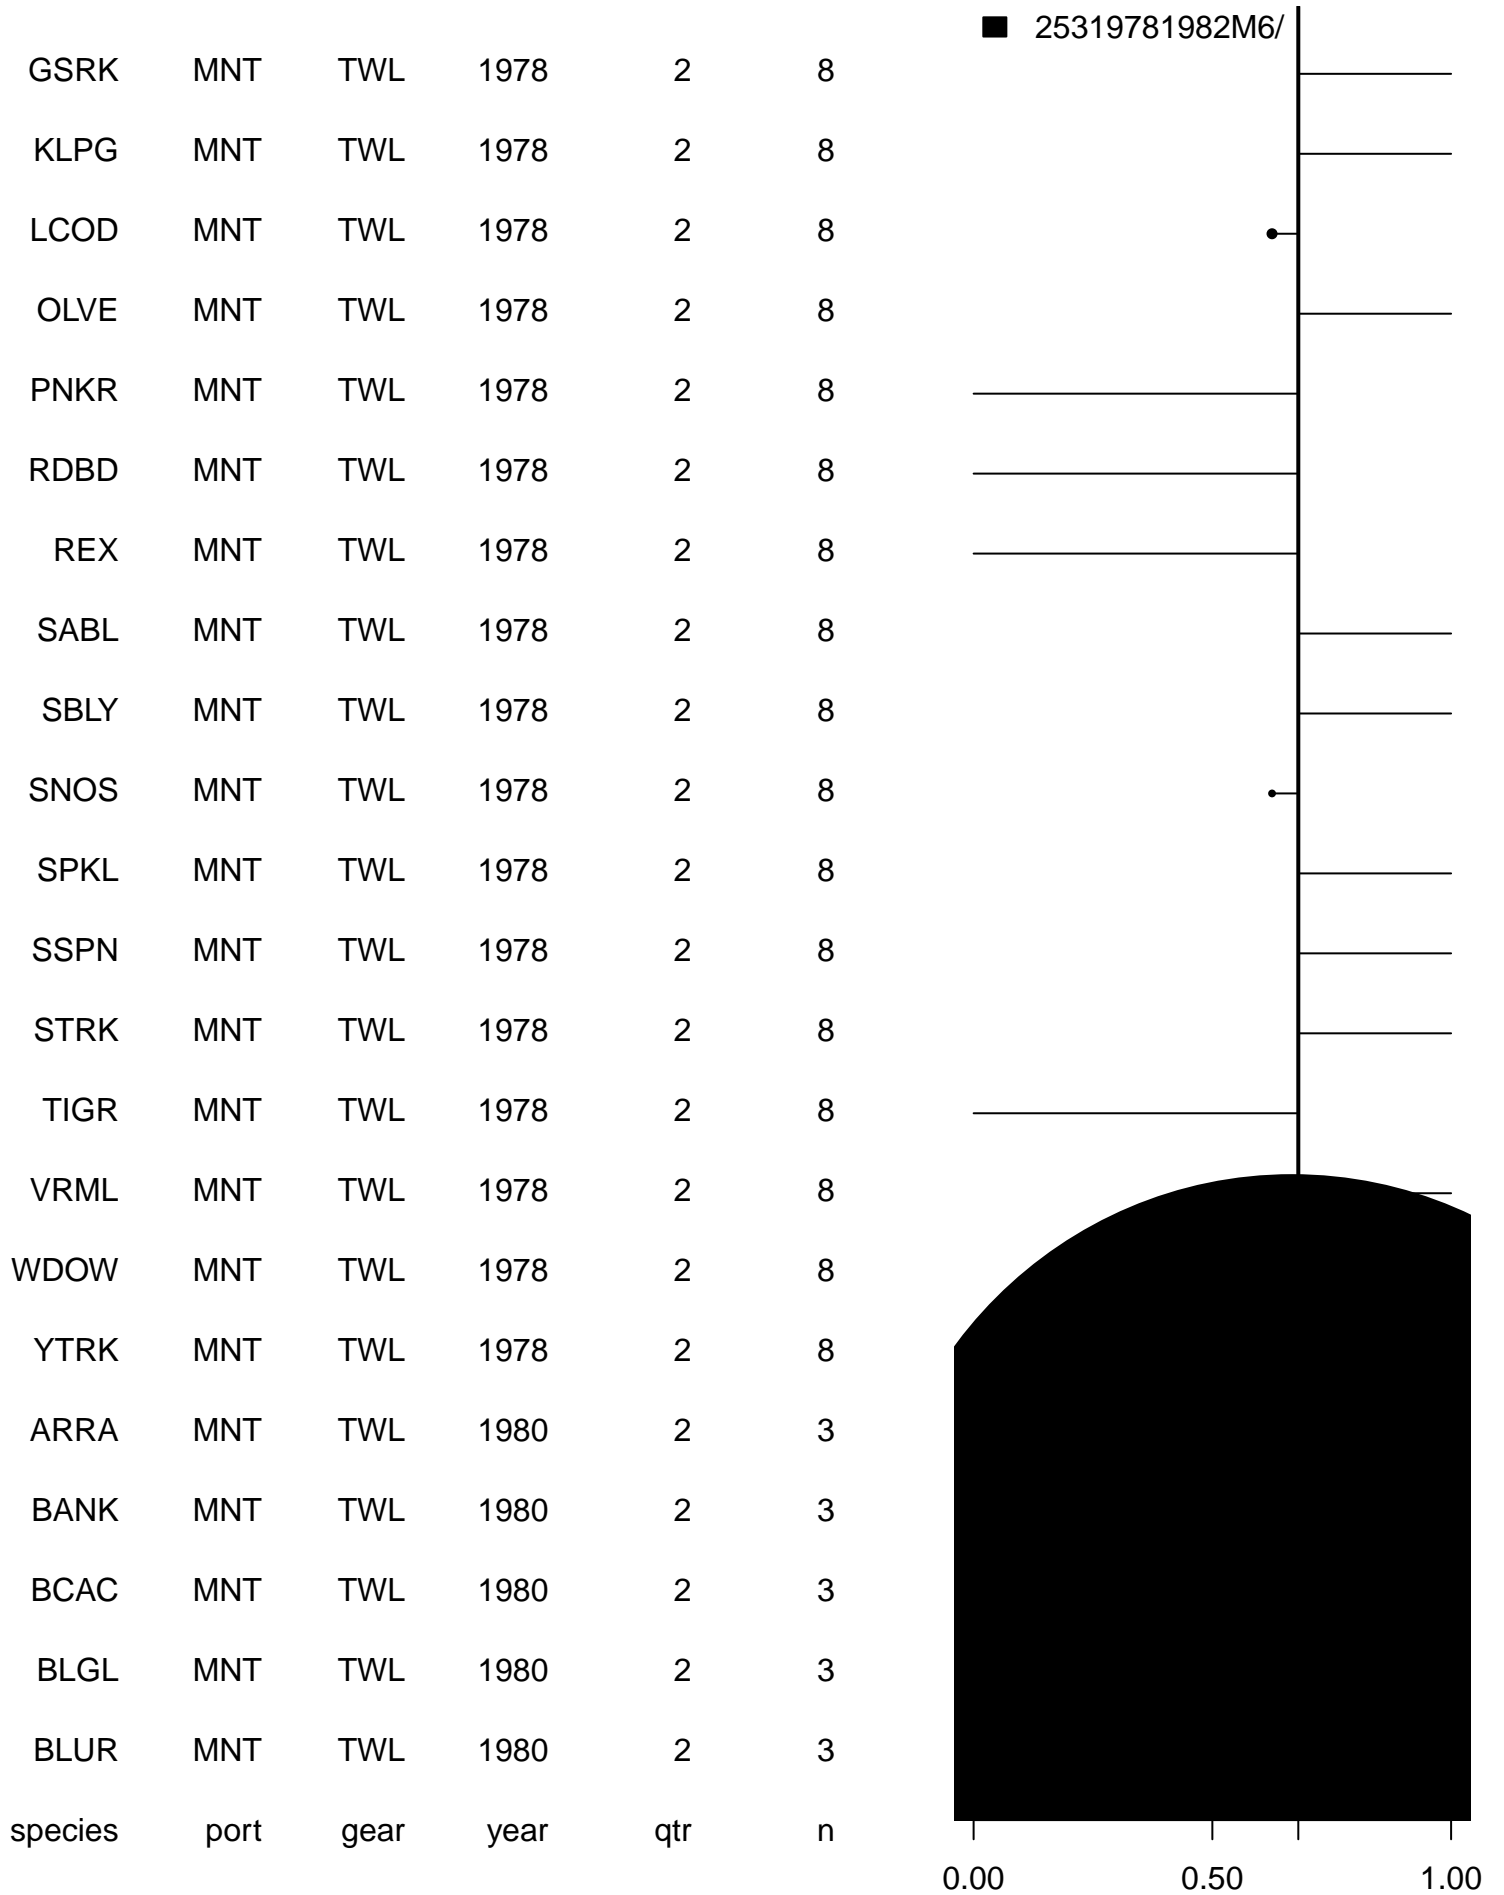 25319781982M6/
GSRK MNT TWL 1978 2 8
KLPG MNT TWL 1978 2 8
LCOD MNT TWL 1978 2 8
OLVE MNT TWL 1978 2 8
PNKR MNT TWL 1978 2 8
RDBD MNT TWL 1978 2 8
REX MNT TWL 1978 2 8
SABL MNT TWL 1978 2 8
SBLY MNT TWL 1978 2 8
SNOS MNT TWL 1978 2 8
SPKL MNT TWL 1978 2 8
SSPN MNT TWL 1978 2 8
STRK MNT TWL 1978 2 8
TIGR MNT TWL 1978 2 8
VRML MNT TWL 1978 2 8
WDOW MNT TWL 1978 2 8
YTRK MNT TWL 1978 2 8
ARRA MNT TWL 1980 2 3
BANK MNT TWL 1980 2 3
BCAC MNT TWL 1980 2 3
BLGL MNT TWL 1980 2 3
BLUR MNT TWL 1980 2 3
species port gear year qtr n
0.00 0.50 1.00